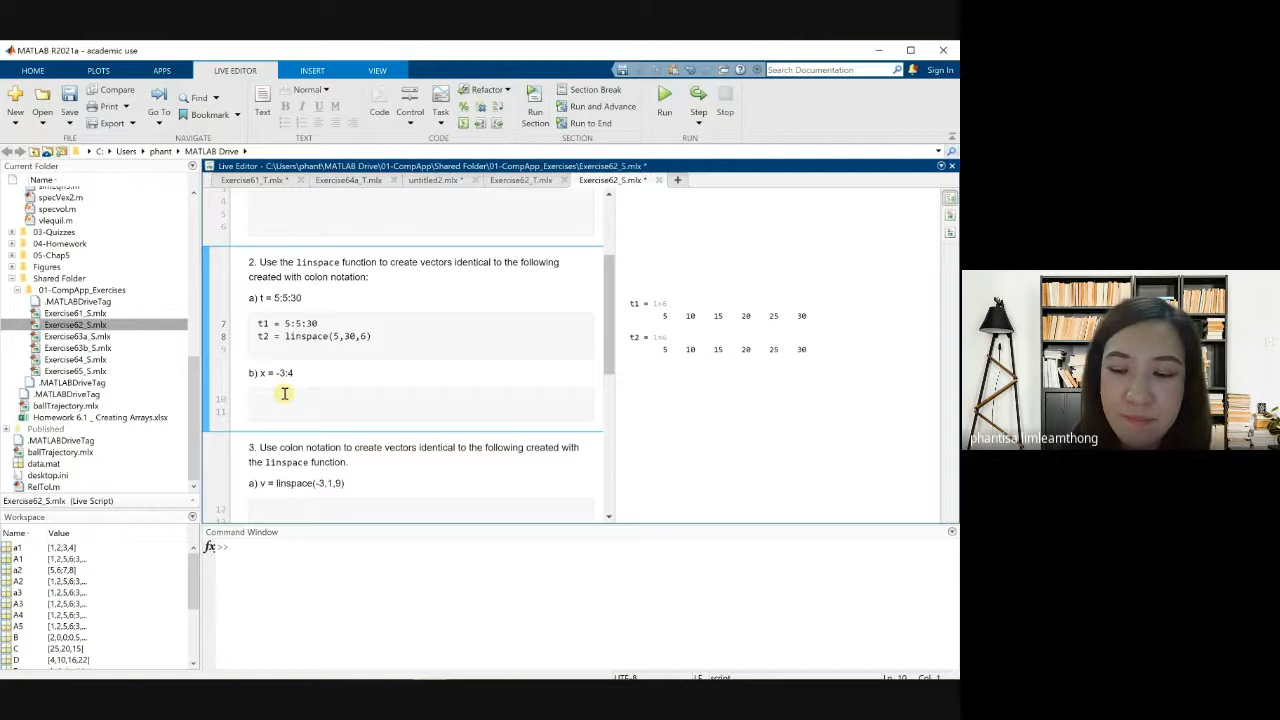 MATLAB R2021a - academic use
HOME PLOTS APPS LIVE EDITOR INSERT VIEW Search Documentation Sign In
New Open Save Compare Print Export Go To Find Bookmark Text Normal B I U M Code Control Task Refactor Run Section Section Break Run and Advance Run to End Run Step Stop
FILE NAVIGATE TEXT CODE SECTION RUN
C: Users phant MATLAB Drive
Current Folder
Name
specVex2.m
specvol.m
vlequil.m
03-Quizzes
04-Homework
05-Chap5
Figures
Shared Folder
01-CompApp_Exercises
.MATLABDriveTag
Exercise61_S.mlx
Exercise62_S.mlx
Exercise63a_S.mlx
Exercise63b_S.mlx
Exercise64_S.mlx
Exercise65_S.mlx
.MATLABDriveTag
.MATLABDriveTag
ballTrajectory.mlx
Homework 6.1 _ Creating Arrays.xlsx
Published
.MATLABDriveTag
ballTrajectory.mlx
data.mat
desktop.ini
RelTol.m
Exercise62_S.mlx (Live Script)
Workspace
Name Value
a1 [1,2;3,4]
A1 [1,2,5,6;3,...
a2 [5,6;7,8]
A2 [1,2,5,6;3,...
a3 [1,2,5,6;3,...
A3 [1,2,5,6;3,...
A4 [1,2,5,6;3,...
A5 [1,2,5,6;3,...
B [2,0,0;0,5,...
C [25,20,15]
D [4,10,16,22]
Live Editor - C:\Users\phant\MATLAB Drive\01-CompApp\Shared Folder\01-CompApp_Exercises\Exercise62_S.mlx *
Exercise61_T.mlx * Exercise64a_T.mlx untitled2.mlx * Exercise62_T.mlx Exercise62_S.mlx *
4
5
6
2. Use the linspace function to create vectors identical to the following
created with colon notation:
a) t = 5:5:30
7 t1 = 5:5:30
8 t2 = linspace(5,30,6)
9
b) x = -3:4
10
11
3. Use colon notation to create vectors identical to the following created with
the linspace function.
a) v = linspace(-3,1,9)
12
t1 = 1×6
5 10 15 20 25 30
t2 = 1×6
5 10 15 20 25 30
Command Window
fx >>
phantisa limleamthong